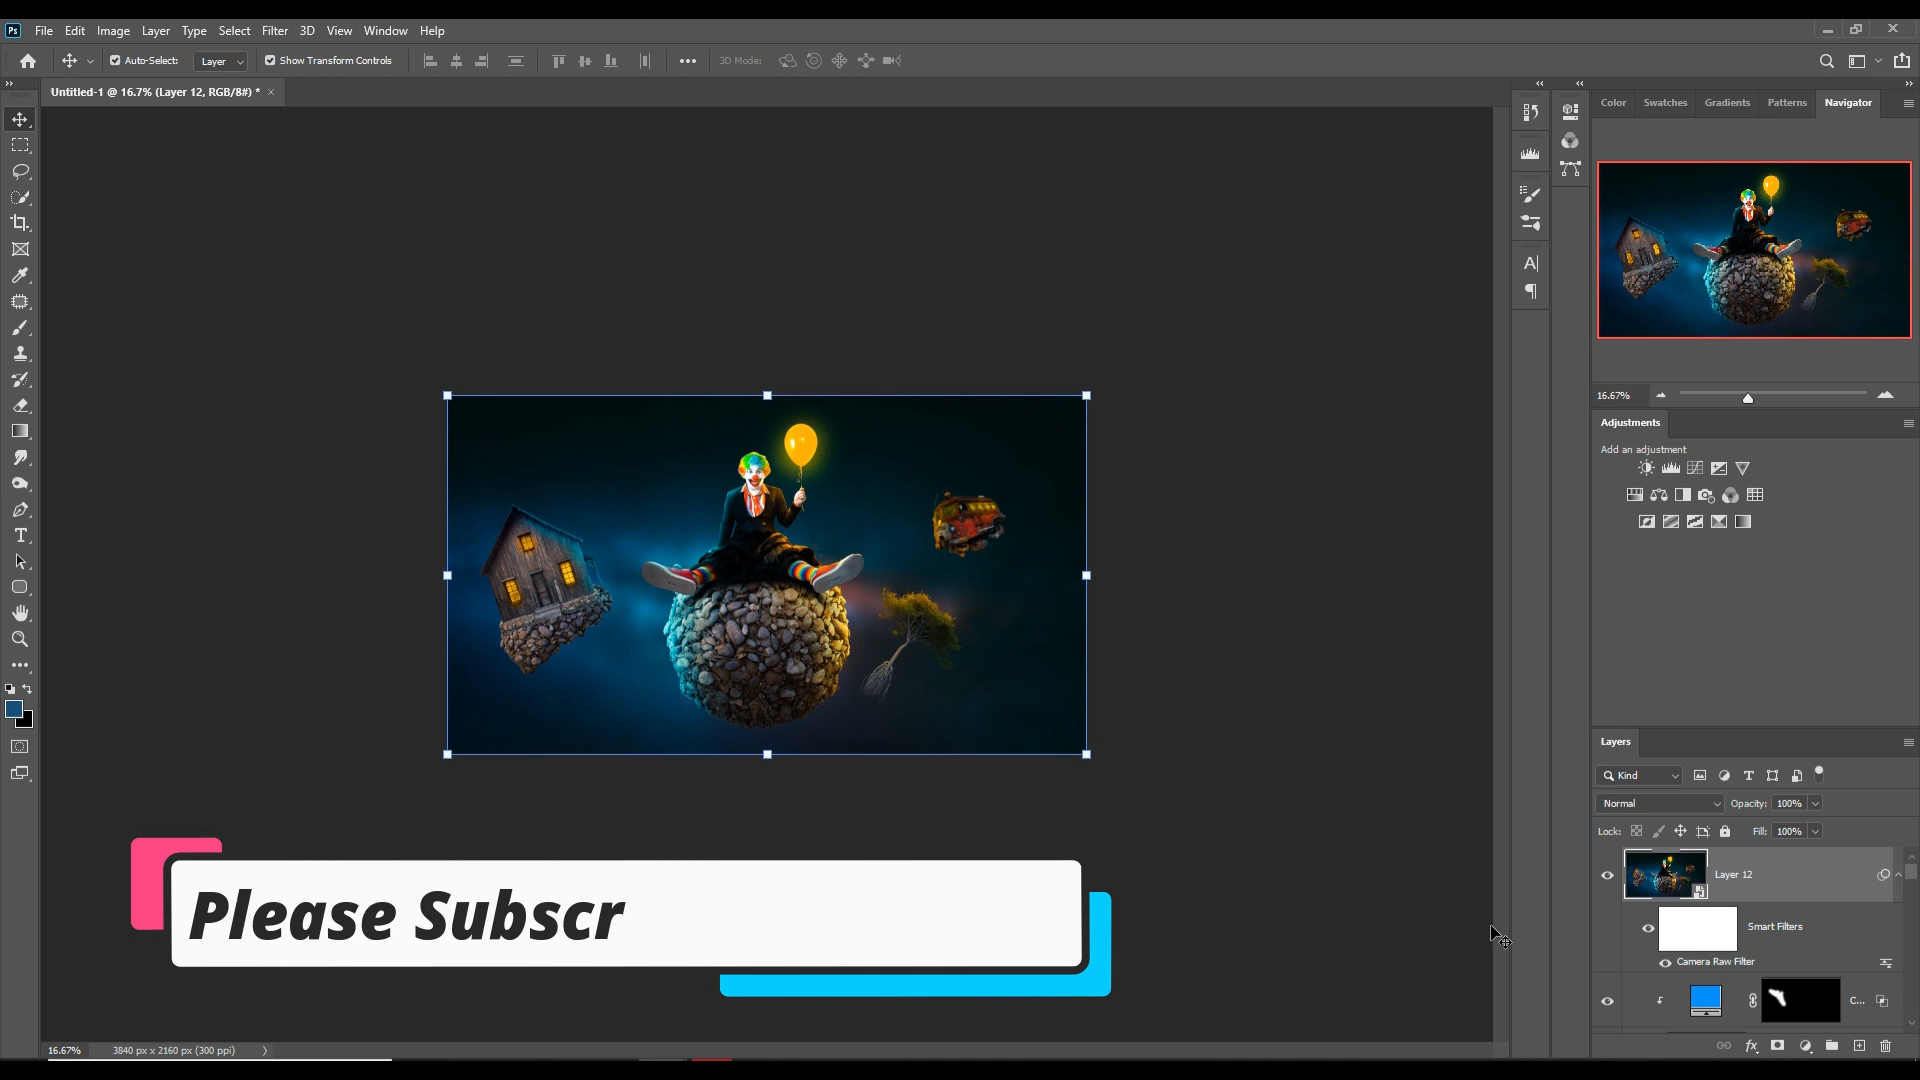 Ps File Edit Image Layer Type Select Filter 3D View Window Help
Auto-Select: Layer Show Transform Controls 3D Mode:
Untitled-1 @ 16.7% (Layer 12, RGB/8#) *
Color Swatches Gradients Patterns Navigator
16.67%
Adjustments
Add an adjustment
Layers
Kind
Normal Opacity: 100%
Lock: Fill: 100%
Layer 12
Smart Filters
Camera Raw Filter
C...
Please Subscr
16.67% 3840 px x 2160 px (300 ppi)